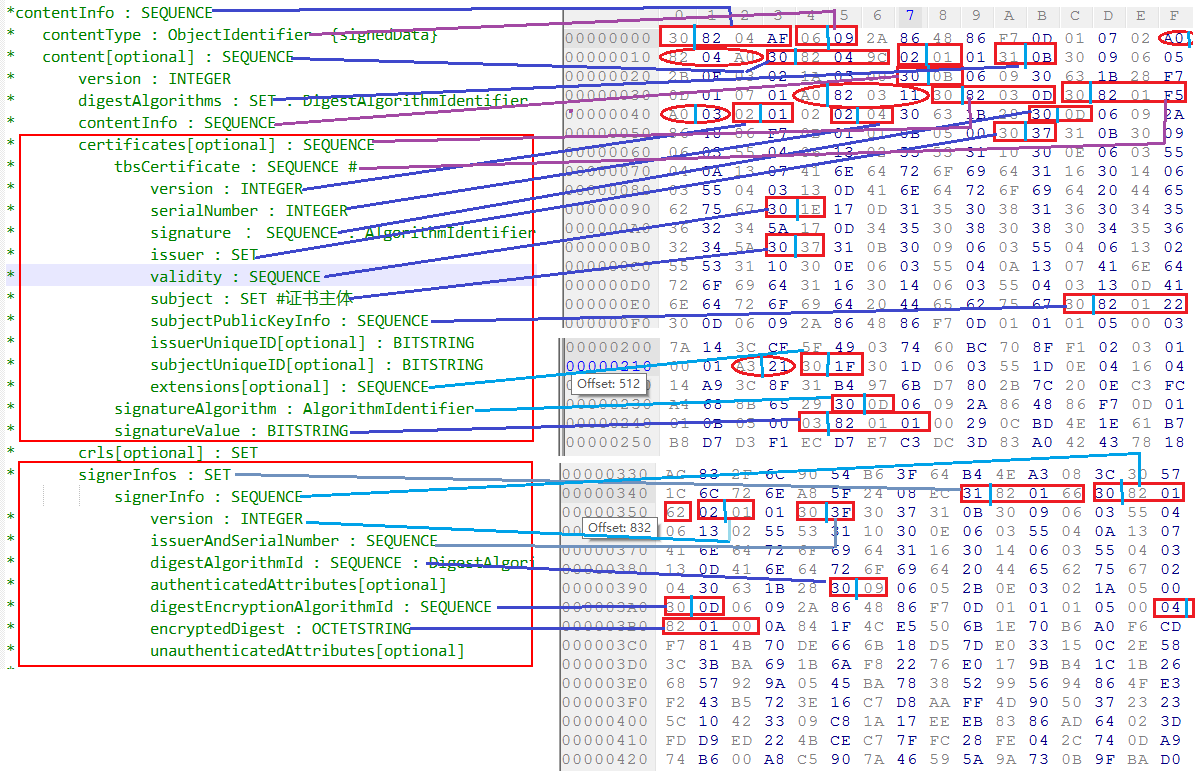 *contentInfo : SEQUENCE
* contentType : ObjectIdentifier {signedData}
* content[optional] : SEQUENCE
* version : INTEGER
* digestAlgorithms : SET : DigestAlgorithmIdentifier
* contentInfo : SEQUENCE
* certificates[optional] : SEQUENCE
* tbsCertificate : SEQUENCE #
* version : INTEGER
* serialNumber : INTEGER
* signature : SEQUENCE : AlgorithmIdentifier
* issuer : SET
* validity : SEQUENCE
* subject : SET #证书主体
* subjectPublicKeyInfo : SEQUENCE
* issuerUniqueID[optional] : BITSTRING
* subjectUniqueID[optional] : BITSTRING
* extensions[optional] : SEQUENCE
* signatureAlgorithm : AlgorithmIdentifier
* signatureValue : BITSTRING
* crls[optional] : SET
* signerInfos : SET
signerInfo : SEQUENCE
* version : INTEGER
* issuerAndSerialNumber : SEQUENCE
* digestAlgorithmId : SEQUENCE : DigestAlgori
* authenticatedAttributes[optional]
* digestEncryptionAlgorithmId : SEQUENCE
* encryptedDigest : OCTETSTRING
* unauthenticatedAttributes[optional]
0 1 2 3 4 5 6 7 8 9 A B C D E F
00000000 30 82 04 AF 06 09 2A 86 48 86 F7 0D 01 07 02 A0
00000010 82 04 A0 30 82 04 9C 02 01 01 31 0B 30 09 06 05
00000020 03 02 1A 30 0B 06 09 30 63 1B 28 F7
00000030 0D 01 07 01 A0 82 03 11 30 82 03 0D 30 82 01 F5
00000040 A0 03 02 01 02 02 04 30 63 1B 30 0D 06 09 2A
00000050 86 48 86 F7 01 01 0B 00 30 37 31 0B 30 09
00000060 06 03 55 04 06 13 02 55 53 31 10 30 0E 06 03 55
00000070 04 0A 13 07 41 6E 64 72 6F 69 64 31 16 30 14 06
00000080 03 55 04 03 13 0D 41 6E 64 72 6F 69 64 20 44 65
00000090 62 75 67 30 1E 17 0D 31 35 30 38 31 36 30 34 35
000000A0 36 32 34 5A 17 0D 34 35 30 38 30 38 30 34 35 36
000000B0 32 34 5A 30 37 31 0B 30 09 06 03 55 04 06 13 02
000000C0 55 53 31 10 30 0E 06 03 55 04 0A 13 07 41 6E 64
000000D0 72 6F 69 64 31 16 30 14 06 03 55 04 03 13 0D 41
000000E0 6E 64 72 6F 69 64 20 44 65 62 75 67 30 82 01 22
000000F0 30 0D 06 09 2A 86 48 86 F7 0D 01 01 01 05 00 03
00000200 7A 14 3C CE 5F 49 03 74 60 BC 70 8F F1 02 03 01
00000210 00 01 A3 21 30 1F 30 1D 06 03 55 1D 0E 04 16 04
Offset: 512 14 A9 3C 8F 31 B4 97 6B D7 80 2B 7C 20 0E C3 FC
00000230 A4 68 8B 65 29 30 0D 06 09 2A 86 48 86 F7 0D 01
00000240 01 0B 05 00 03 82 01 01 00 29 0C BD 4E 1E 61 B7
00000250 B8 D7 D3 F1 EC D7 E7 C3 DC 3D 83 A0 42 43 78 18
00000330 AC 83 2F 6C 90 54 B6 3F 64 B4 4E A3 08 3C 30 57
00000340 1C 6C 72 6E A8 5F 24 08 EC 31 82 01 66 30 82 01
00000350 62 02 01 01 30 3F 30 37 31 0B 30 09 06 03 55 04
Offset: 832 06 13 02 55 53 31 10 30 0E 06 03 55 04 0A 13 07
00000370 41 6E 64 72 6F 69 64 31 16 30 14 06 03 55 04 03
00000380 13 0D 41 6E 64 72 6F 69 64 20 44 65 62 75 67 02
00000390 04 30 63 1B 28 30 09 06 05 2B 0E 03 02 1A 05 00
000003A0 30 0D 06 09 2A 86 48 86 F7 0D 01 01 01 05 00 04
000003B0 82 01 00 0A 84 1F 4C E5 50 6B 1E 70 B6 A0 F6 CD
000003C0 F7 81 4B 70 DE 66 6B 18 D5 7D E0 33 15 0C 2E 58
000003D0 3C 3B BA 69 1B 6A F8 22 76 E0 17 9B B4 1C 1B 26
000003E0 68 57 92 9A 05 45 BA 78 38 52 99 56 94 86 4F E3
000003F0 F2 43 B5 72 3E 16 C7 D8 AA FF 4D 90 50 37 23 23
00000400 5C 10 42 33 09 C8 1A 17 EE EB 83 86 AD 64 02 3D
00000410 FD D9 ED 22 4B CE C7 7F FC 28 FE 04 2C 74 0D A9
00000420 74 B6 00 A8 C5 90 7A 46 59 5A 9A 73 0B 9F BA D0